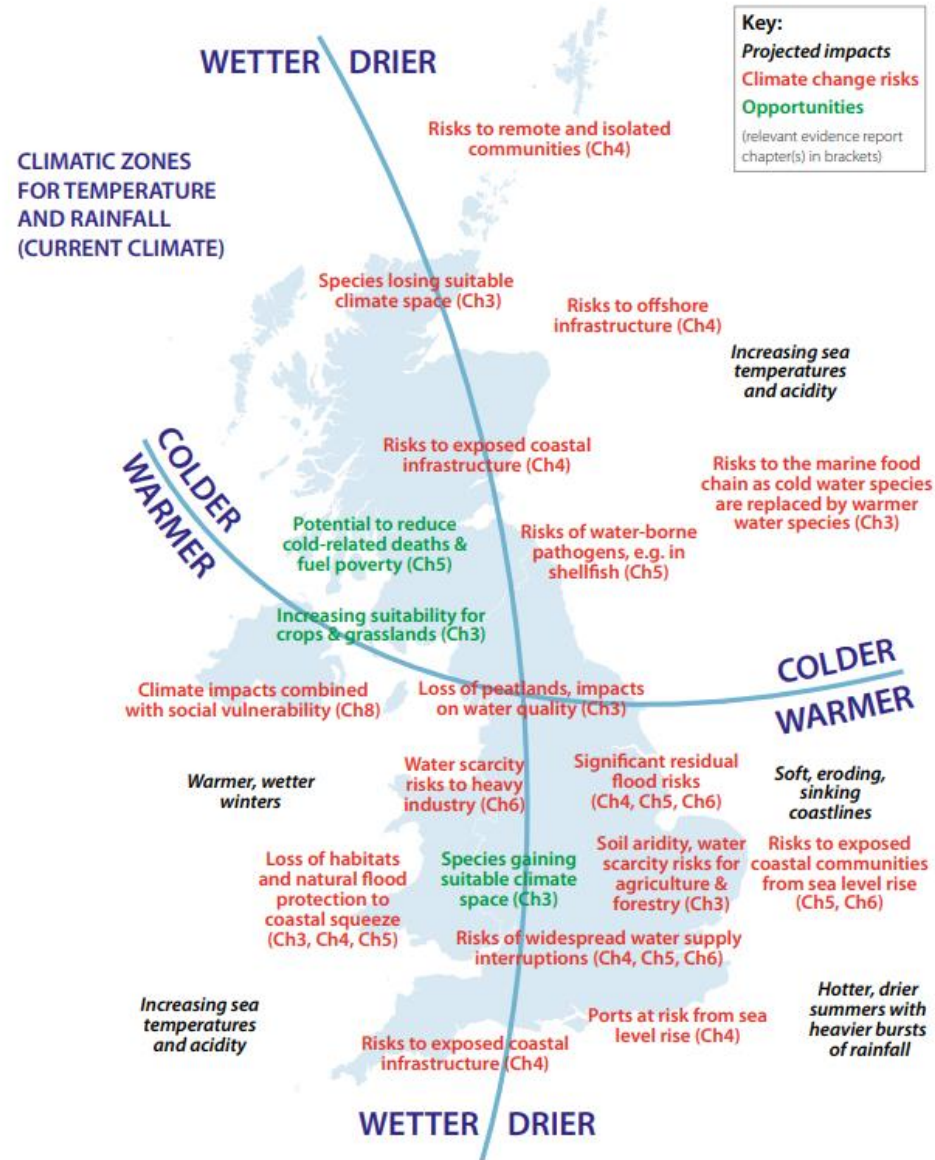 WETTER DRIER
Key:
Projected impacts
Climate change risks
Opportunities
(relevant evidence report
chapter(s) in brackets)
CLIMATIC ZONES
FOR TEMPERATURE
AND RAINFALL
(CURRENT CLIMATE)
Risks to remote and isolated
communities (Ch4)
Species losing suitable
climate space (Ch3)
Risks to offshore
infrastructure (Ch4)
Increasing sea
temperatures
and acidity
COLDER
WARMER
Risks to exposed coastal
infrastructure (Ch4)
Risks to the marine food
chain as cold water species
are replaced by warmer
water species (Ch3)
Potential to reduce
cold-related deaths &
fuel poverty (Ch5)
Risks of water-borne
pathogens, e.g. in
shellfish (Ch5)
Increasing suitability for
crops & grasslands (Ch3)
COLDER
WARMER
Climate impacts combined
with social vulnerability (Ch8)
Loss of peatlands, impacts
on water quality (Ch3)
Warmer, wetter
winters
Water scarcity
risks to heavy
industry (Ch6)
Significant residual
flood risks
(Ch4, Ch5, Ch6)
Soft, eroding,
sinking
coastlines
Loss of habitats
and natural flood
protection to
coastal squeeze
(Ch3, Ch4, Ch5)
Species gaining
suitable climate
space (Ch3)
Soil aridity, water
scarcity risks for
agriculture &
forestry (Ch3)
Risks to exposed
coastal communities
from sea level rise
(Ch5, Ch6)
Risks of widespread water supply
interruptions (Ch4, Ch5, Ch6)
Increasing sea
temperatures
and acidity
Risks to exposed coastal
infrastructure (Ch4)
Ports at risk from sea
level rise (Ch4)
Hotter, drier
summers with
heavier bursts
of rainfall
WETTER DRIER